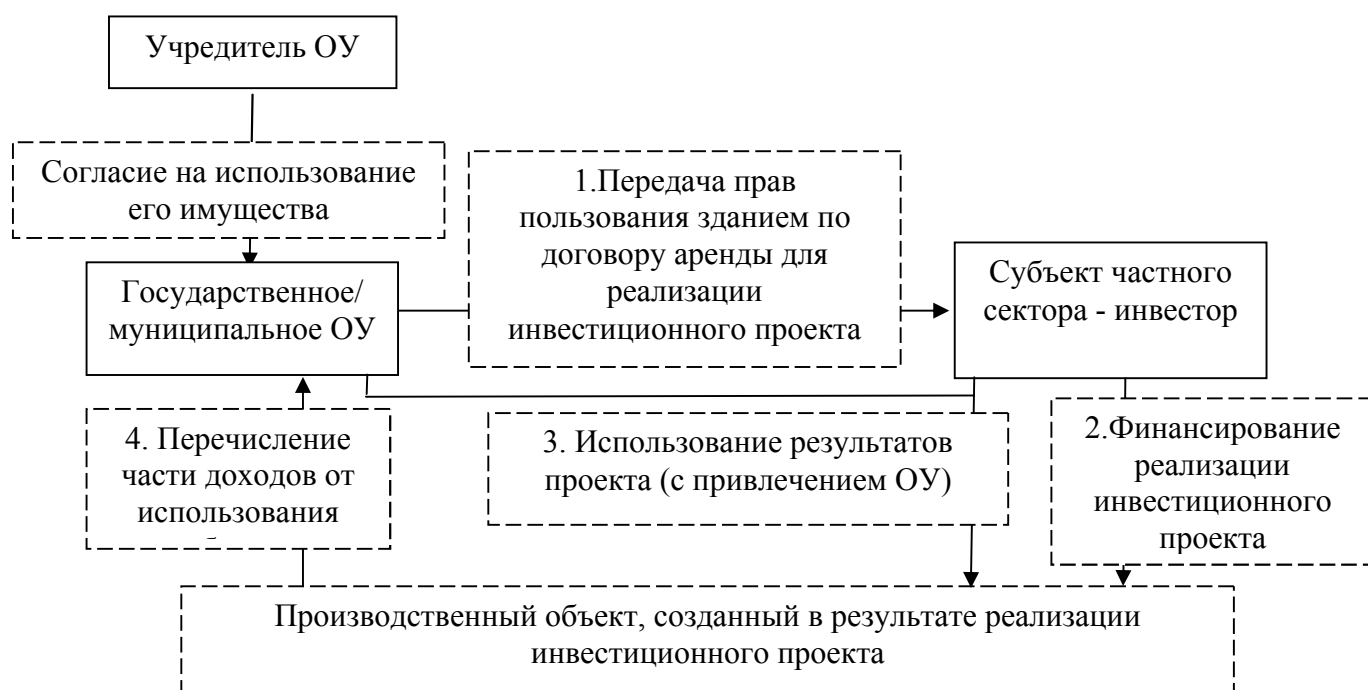 Учредитель ОУ
Согласие на использование
его имущества
1.Передача прав
пользования зданием по
договору аренды для
реализации
инвестиционного проекта
Государственное/
муниципальное ОУ
Субъект частного
сектора - инвестор
4. Перечисление
части доходов от
использования
3. Использование результатов
проекта (с привлечением ОУ)
2.Финансирование
реализации
инвестиционного
проекта
Производственный объект, созданный в результате реализации
инвестиционного проекта